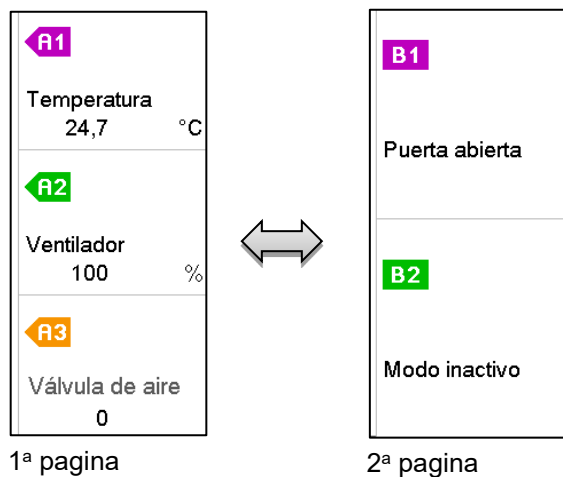 A1
Temperatura
24,7 °C
A2
Ventilador
100 %
A3
Válvula de aire
0
1ª pagina
B1
Puerta abierta
B2
Modo inactivo
2ª pagina